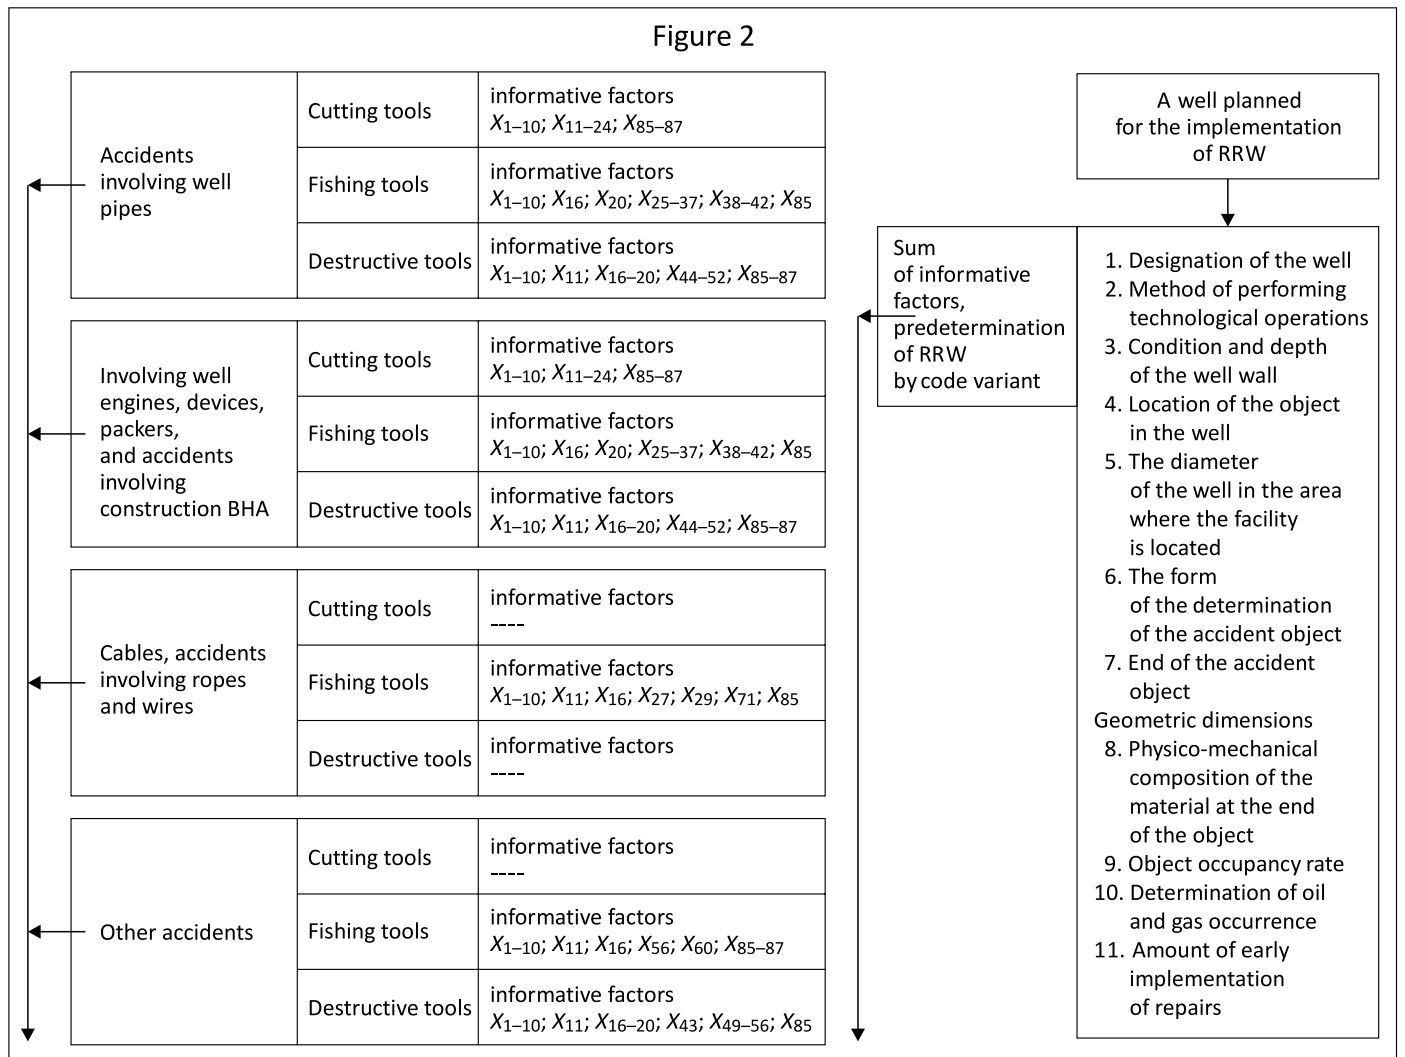 Figure 2
Accidents
involving well
pipes
Cutting tools
informative factors
X1–10; X11–24; X85–87
Fishing tools
informative factors
X1–10; X16; X20; X25–37; X38–42; X85
Destructive tools
informative factors
X1–10; X11; X16–20; X44–52; X85–87
Involving well
engines, devices,
packers,
and accidents
involving
construction BHA
Cutting tools
informative factors
X1–10; X11–24; X85–87
Fishing tools
informative factors
X1–10; X16; X20; X25–37; X38–42; X85
Destructive tools
informative factors
X1–10; X11; X16–20; X44–52; X85–87
Cables, accidents
involving ropes
and wires
Cutting tools
informative factors
----
Fishing tools
informative factors
X1–10; X11; X16; X27; X29; X71; X85
Destructive tools
informative factors
----
Other accidents
Cutting tools
informative factors
----
Fishing tools
informative factors
X1–10; X11; X16; X56; X60; X85–87
Destructive tools
informative factors
X1–10; X11; X16–20; X43; X49–56; X85
Sum
of informative
factors,
predetermination
of RRW
by code variant
A well planned
for the implementation
of RRW
1. Designation of the well
2. Method of performing
technological operations
3. Condition and depth
of the well wall
4. Location of the object
in the well
5. The diameter
of the well in the area
where the facility
is located
6. The form
of the determination
of the accident object
7. End of the accident
object
Geometric dimensions
8. Physico-mechanical
composition of the
material at the end
of the object
9. Object occupancy rate
10. Determination of oil
and gas occurrence
11. Amount of early
implementation
of repairs